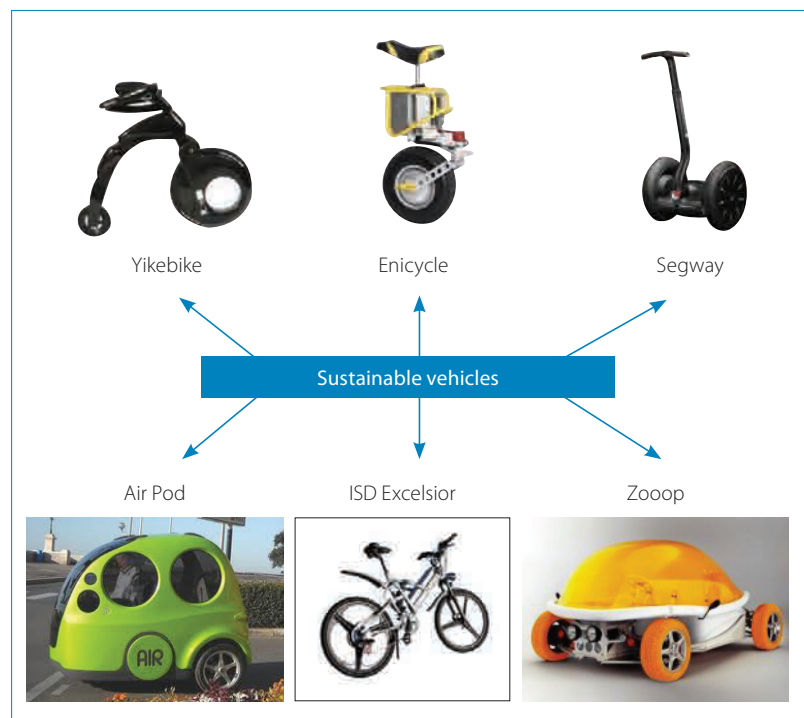 Yikebike
Enicycle
Segway
Sustainable vehicles
Air Pod
ISD Excelsior
Zooop
AIR